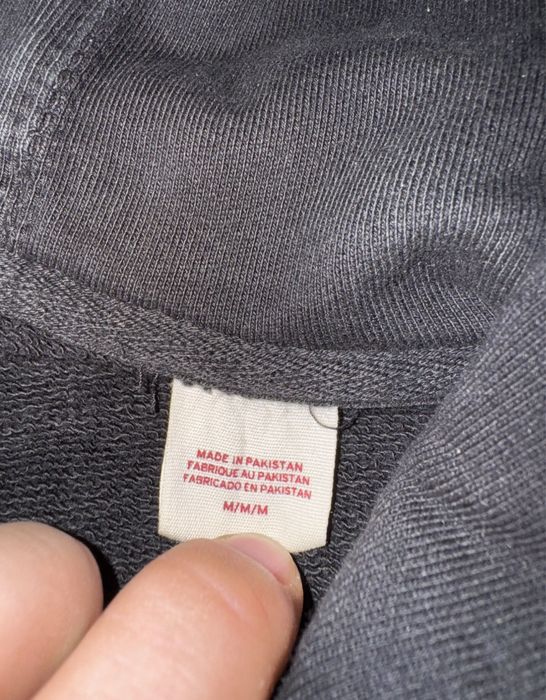 MADE IN PAKISTAN
FABRIQUE AU PAKISTAN
FABRICADO EN PAKISTAN
M/M/M